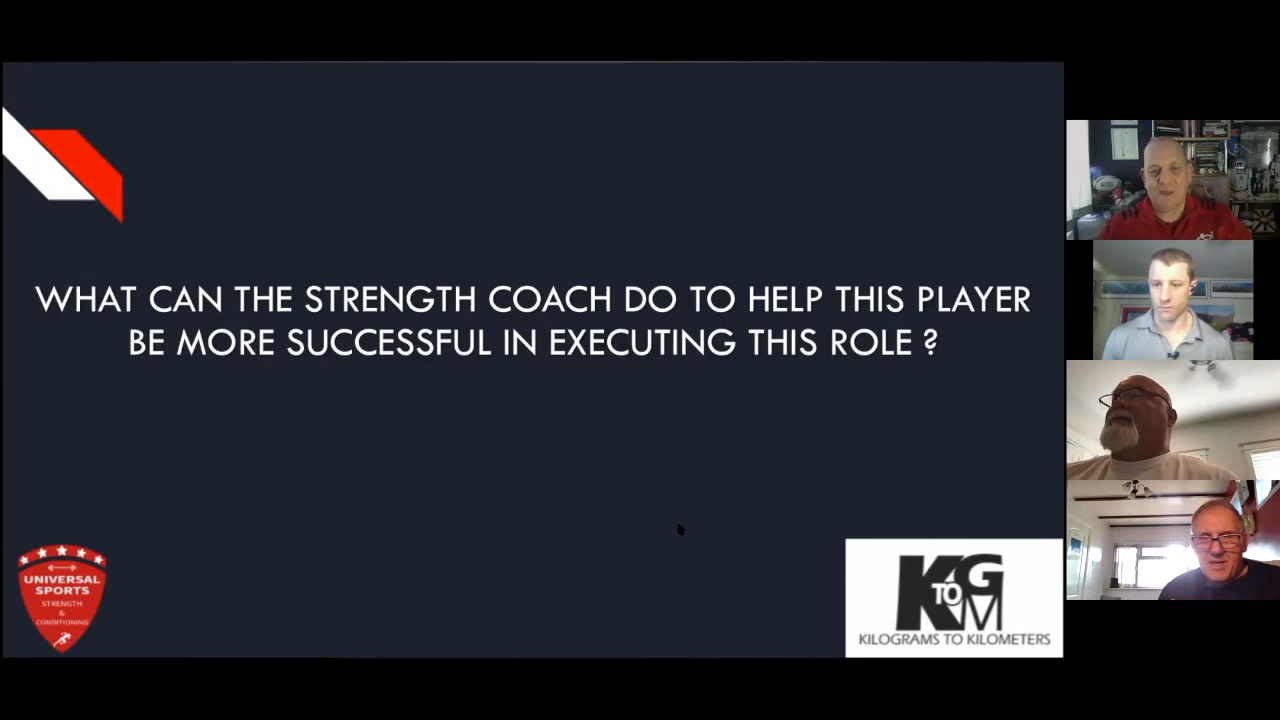 WHAT CAN THE STRENGTH COACH DO TO HELP THIS PLAYER
BE MORE SUCCESSFUL IN EXECUTING THIS ROLE ?
UNIVERSAL
SPORTS
STRENGTH
&
CONDITIONING
K TO G M
KILOGRAMS TO KILOMETERS